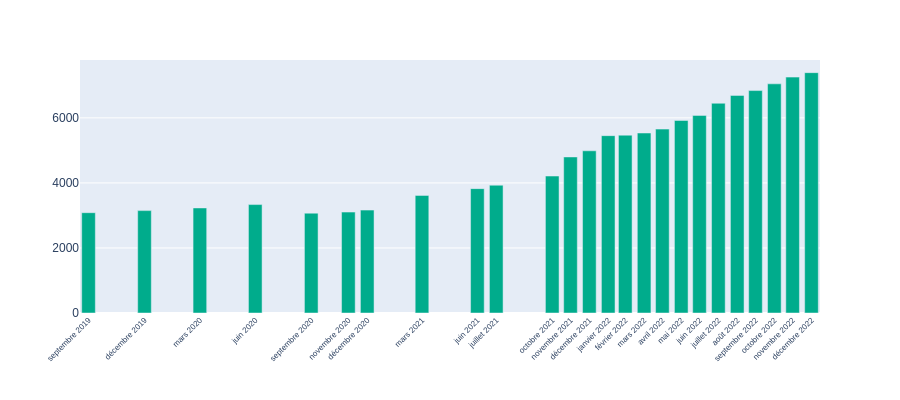 6000
4000
2000
0
septembre 2019
décembre 2019
mars 2020
juin 2020
septembre 2020
novembre 2020
décembre 2020
mars 2021
juin 2021
juillet 2021
octobre 2021
novembre 2021
décembre 2021
janvier 2022
février 2022
mars 2022
avril 2022
mai 2022
juin 2022
juillet 2022
août 2022
septembre 2022
octobre 2022
novembre 2022
décembre 2022